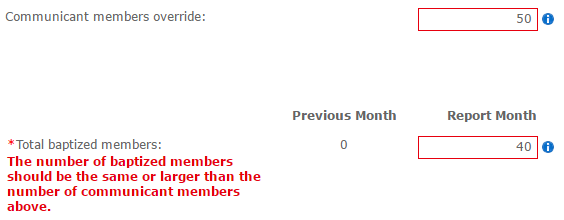 Communicant members override: 50
Previous Month Report Month
*Total baptized members: 0 40
The number of baptized members
should be the same or larger than the
number of communicant members
above.